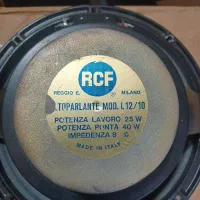 RCF
REGGIO E. MILANO
ALTOPARLANTE MOD. L12/10
POTENZA LAVORO 25 W
POTENZA PUNTA 40 W
IMPEDENZA 8 Ω
MADE IN ITALY